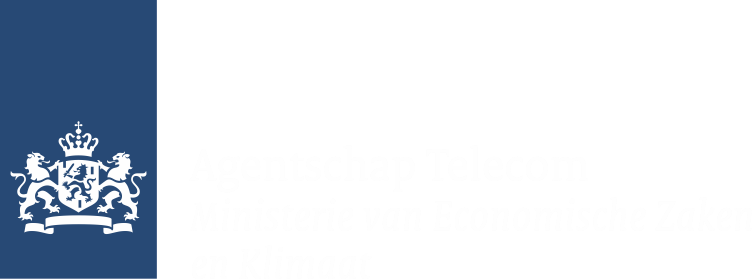 Agentschap Telecom
Ministerie van Economische Zaken
en Klimaat